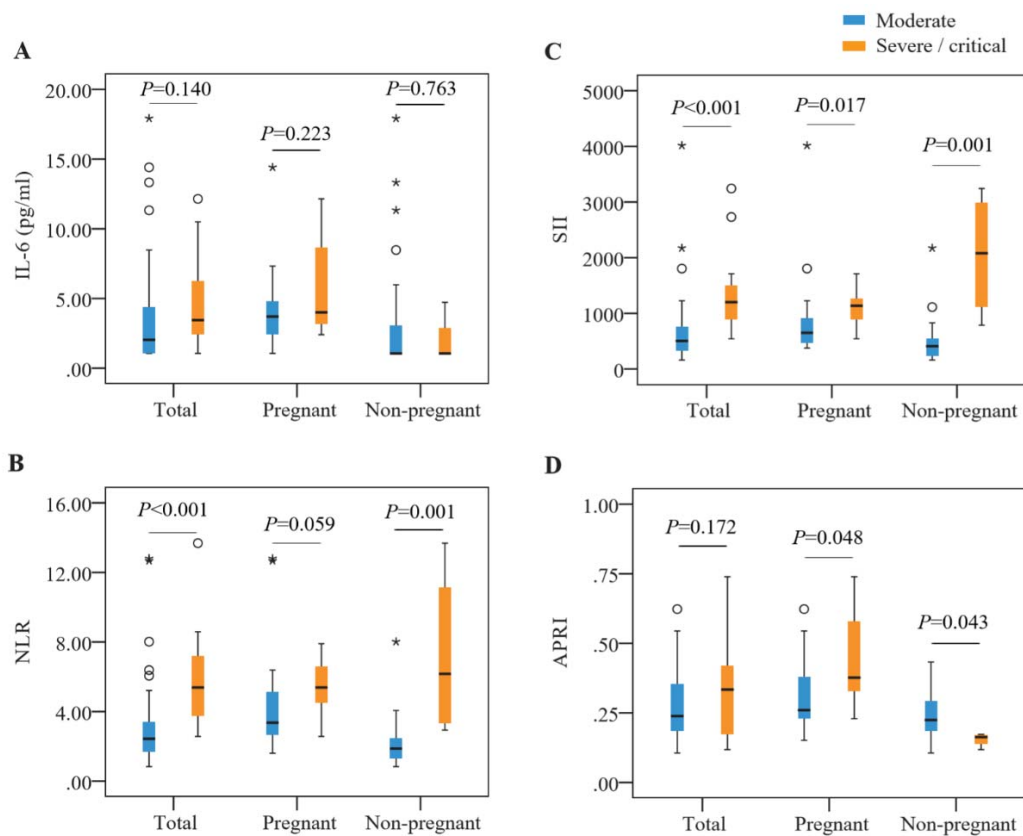 Moderate
Severe / critical
A
20.00
15.00
10.00
5.00
.00
IL-6 (pg/ml)
P=0.140
P=0.223
P=0.763
Total
Pregnant
Non-pregnant
C
5000
4000
3000
2000
1000
0
SII
P<0.001
P=0.017
P=0.001
Total
Pregnant
Non-pregnant
B
16.00
12.00
8.00
4.00
.00
NLR
P<0.001
P=0.059
P=0.001
Total
Pregnant
Non-pregnant
D
1.00
.75
.50
.25
.00
APRI
P=0.172
P=0.048
P=0.043
Total
Pregnant
Non-pregnant